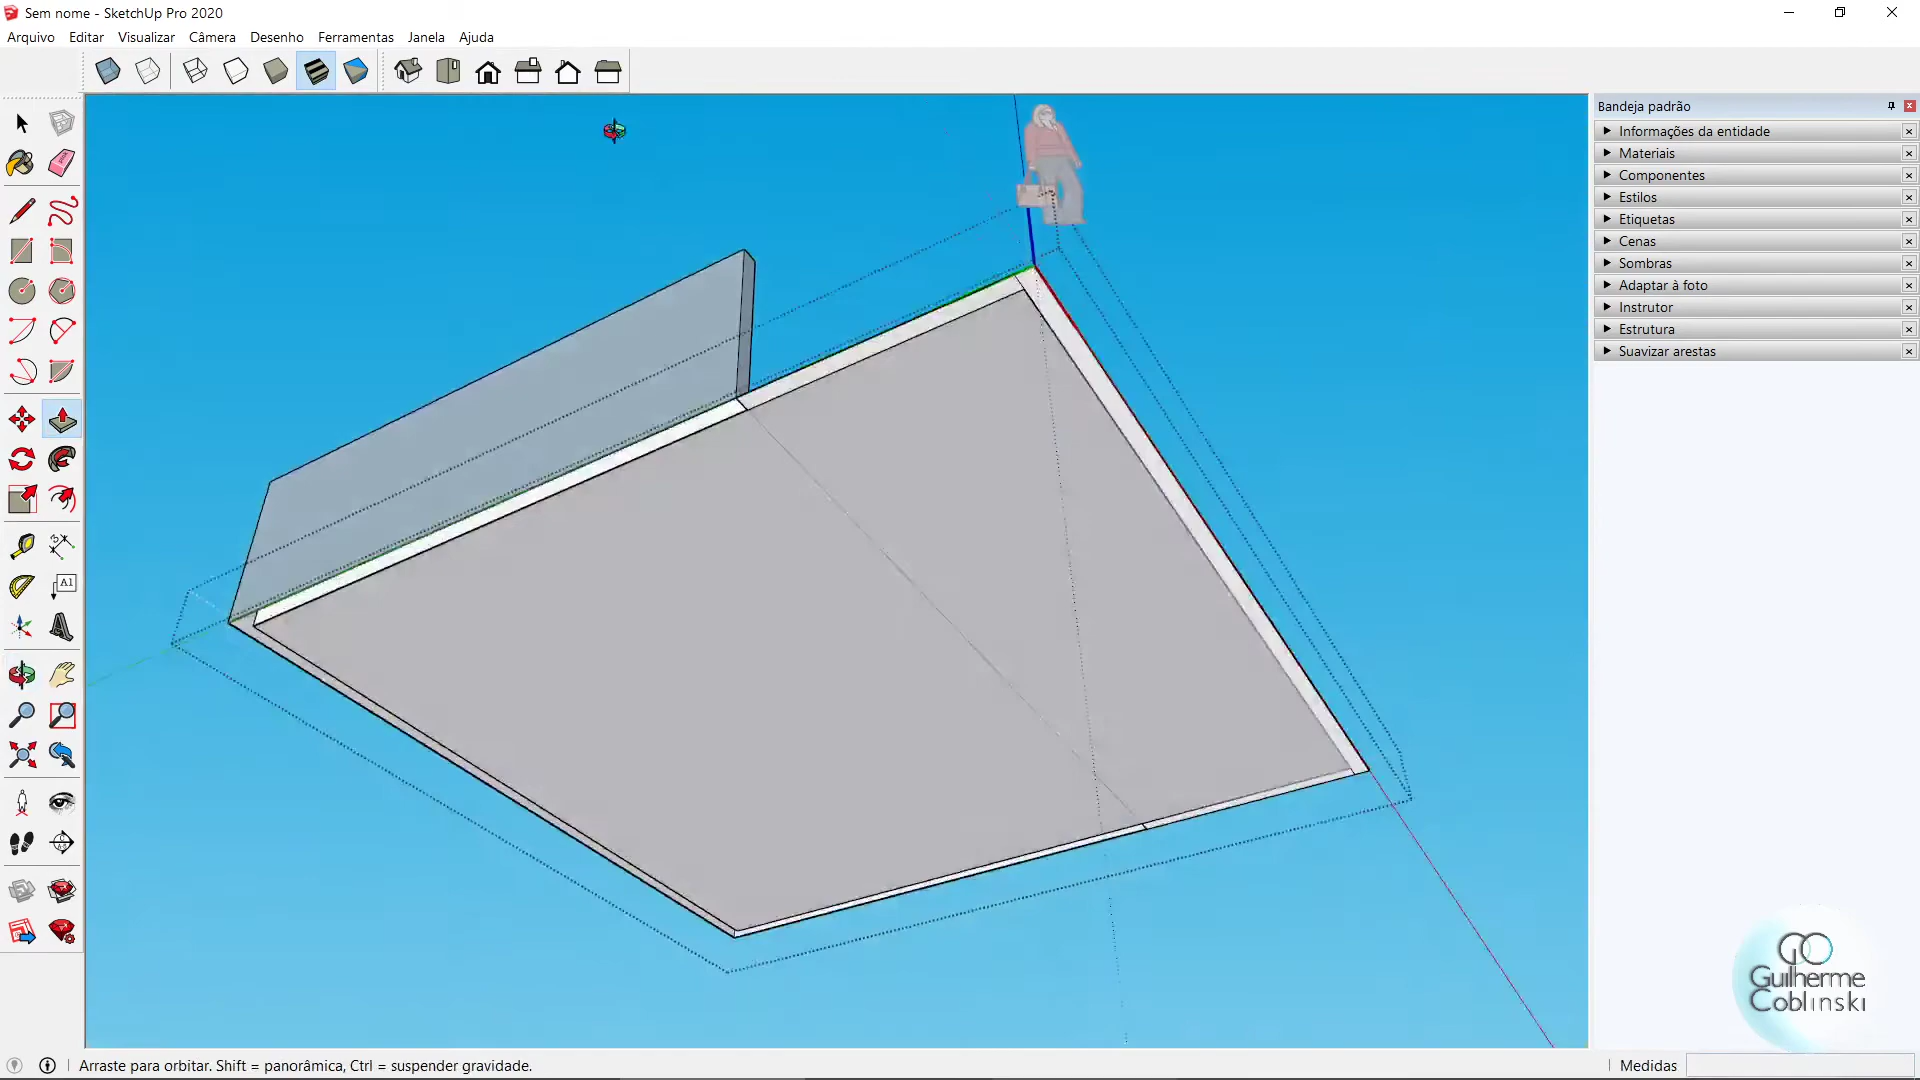 Sem nome - SketchUp Pro 2020
Arquivo Editar Visualizar Câmera Desenho Ferramentas Janela Ajuda
Bandeja padrão
Informações da entidade
Materiais
Componentes
Estilos
Etiquetas
Cenas
Sombras
Adaptar à foto
Instrutor
Estrutura
Suavizar arestas
A1
Guilherme
Coblinski
Arraste para orbitar. Shift = panorâmica, Ctrl = suspender gravidade.
Medidas